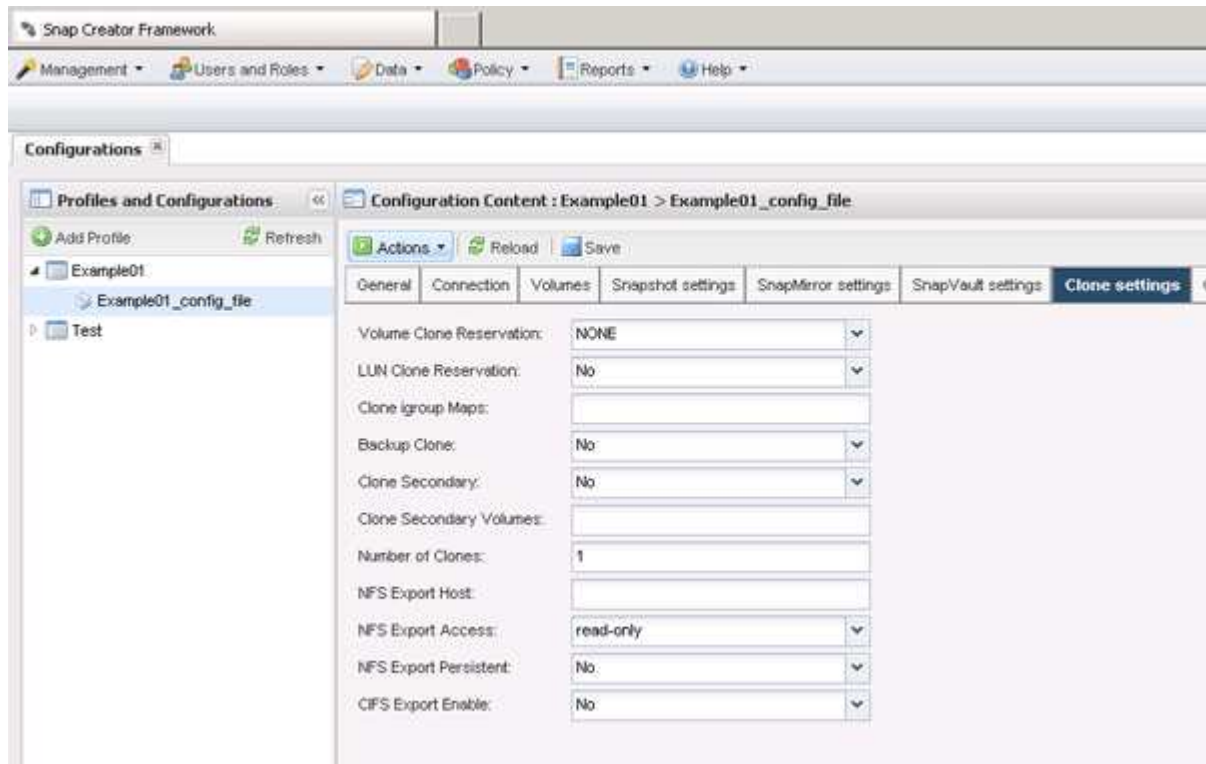 Snap Creator Framework
Management Users and Roles Data Policy Reports Help
Configurations
Profiles and Configurations
Add Profile Refresh
Example01
Example01_config_file
Test
Configuration Content : Example01 > Example01_config_file
Actions Reload Save
General Connection Volumes Snapshot settings SnapMirror settings SnapVault settings Clone settings
Volume Clone Reservation: NONE
LUN Clone Reservation: No
Clone igroup Maps:
Backup Clone: No
Clone Secondary: No
Clone Secondary Volumes:
Number of Clones: 1
NFS Export Host:
NFS Export Access: read-only
NFS Export Persistent: No
CIFS Export Enable: No